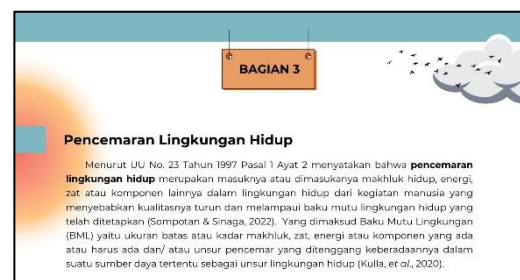 BAGIAN 3
Pencemaran Lingkungan Hidup
Menurut UU No. 23 Tahun 1997 Pasal 1 Ayat 2 menyatakan bahwa pencemaran
lingkungan hidup merupakan masuknya atau dimasukanya makhluk hidup, energi,
zat atau komponen lainnya dalam lingkungan hidup dari kegiatan manusia yang
menyebabkan kualitasnya turun dan melampaui baku mutu lingkungan hidup yang
telah ditetapkan (Sompotan & Sinaga, 2022). Yang dimaksud Baku Mutu Lingkungan
(BML) yaitu ukuran batas atau kadar makhluk, zat, energi atau komponen yang ada
atau harus ada dan/ atau unsur pencemar yang ditenggang keberadaannya dalam
suatu sumber daya tertentu sebagai unsur lingkungan hidup (Kulla, et al., 2020).